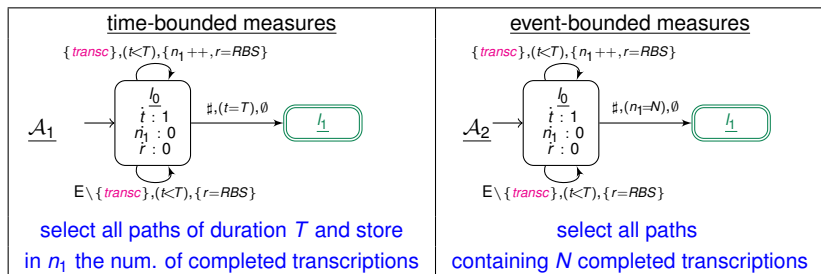 time-bounded measures
{transc},(t<T),{n₁++,r=RBS}
𝒜₁
l₀
ṫ : 1
ṅ₁ : 0
ṙ : 0
♯,(t=T),∅
l₁
E\{transc},(t<T),{r=RBS}
select all paths of duration T and store
in n₁ the num. of completed transcriptions
event-bounded measures
{transc},(t<T),{n₁++,r=RBS}
𝒜₂
l₀
ṫ : 1
ṅ₁ : 0
ṙ : 0
♯,(n₁=N),∅
l₁
E\{transc},(t<T),{r=RBS}
select all paths
containing N completed transcriptions